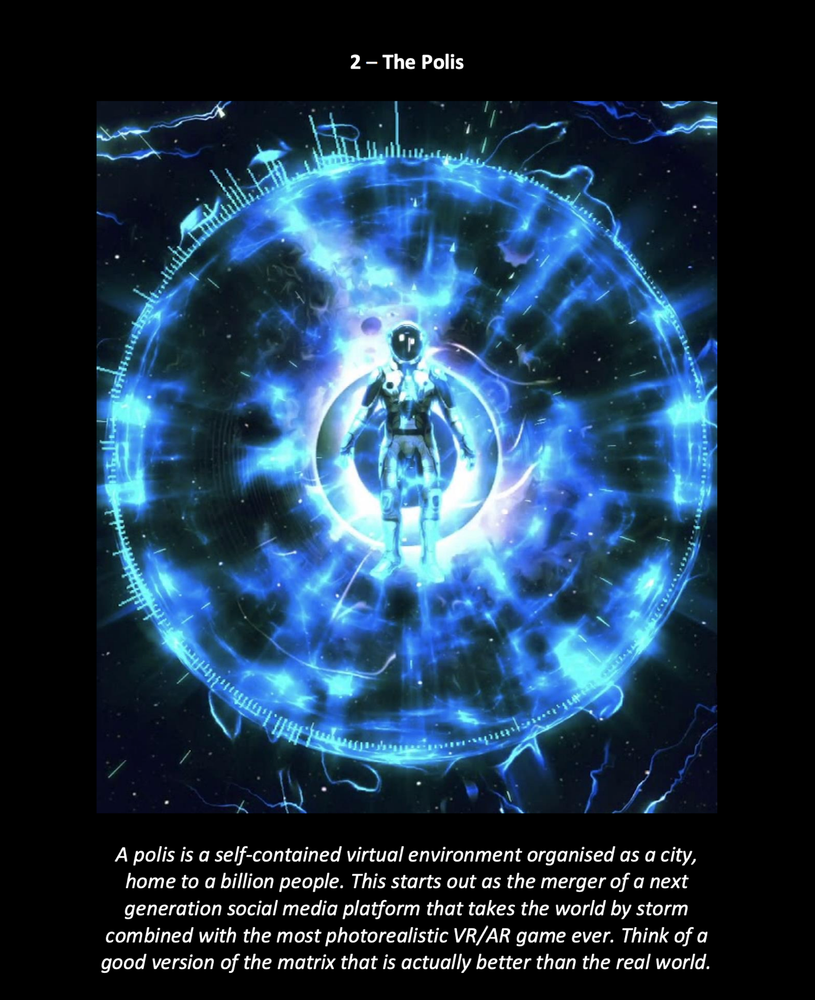 2 – The Polis
A polis is a self-contained virtual environment organised as a city,
home to a billion people. This starts out as the merger of a next
generation social media platform that takes the world by storm
combined with the most photorealistic VR/AR game ever. Think of a
good version of the matrix that is actually better than the real world.